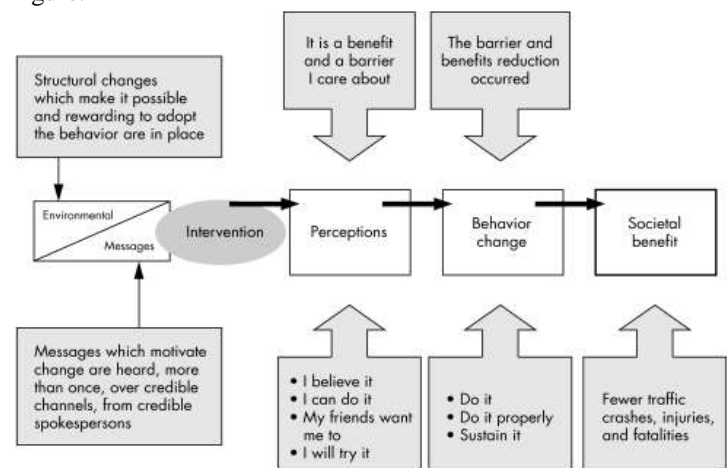 It is a benefit
and a barrier
I care about
The barrier and
benefits reduction
occurred
Structural changes
which make it possible
and rewarding to adopt
the behavior are in place
Environmental
Messages
Intervention
Perceptions
Behavior
change
Societal
benefit
Messages which motivate
change are heard, more
than once, over credible
channels, from credible
spokespersons
• I believe it
• I can do it
• My friends want
me to
• I will try it
• Do it
• Do it properly
• Sustain it
Fewer traffic
crashes, injuries,
and fatalities